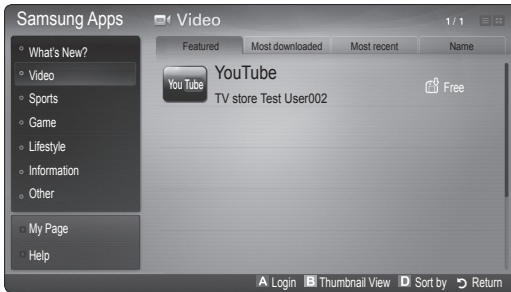 Samsung Apps
Video
1/1
What's New?
Video
Sports
Game
Lifestyle
Information
Other
My Page
Help
Featured
Most downloaded
Most recent
Name
You Tube
YouTube
TV store Test User002
Free
A Login B Thumbnail View D Sort by Return